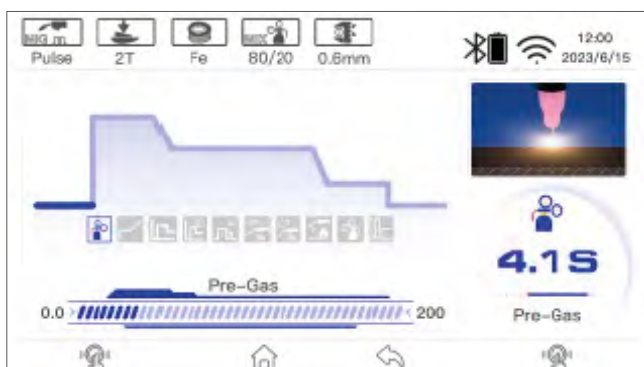 MIG m
MIX
12:00
Pulse 2T Fe 80/20 0.6mm 2023/6/15
4.1S
Pre-Gas
0.0 200
Pre-Gas